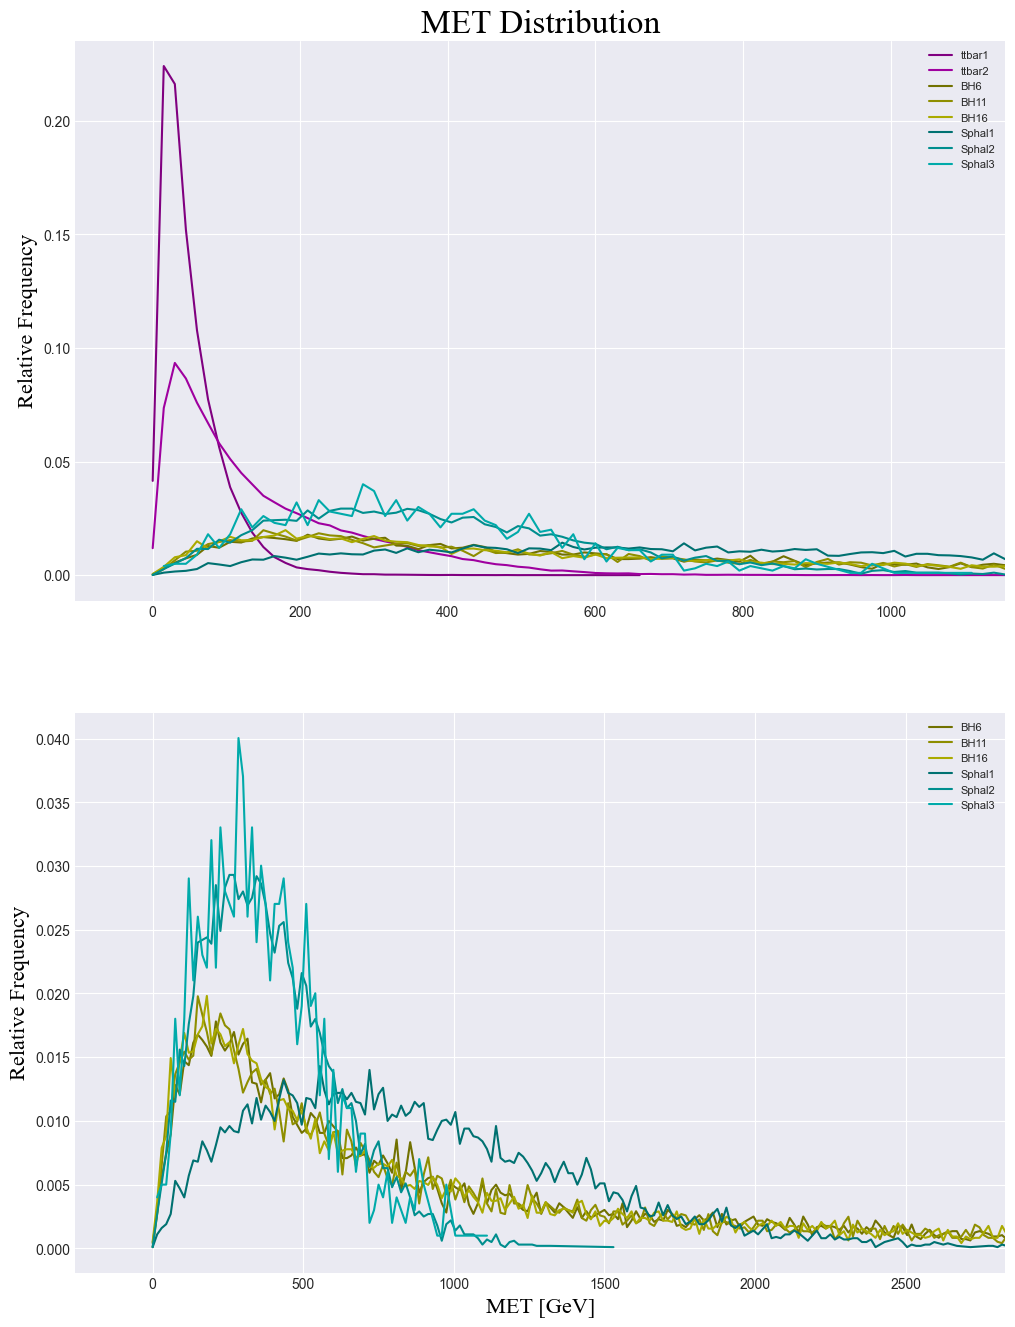 MET Distribution
ttbar1
ttbar2
BH6
BH11
BH16
Sphal1
Sphal2
Sphal3
Relative Frequency
0.20
0.15
0.10
0.05
0.00
0 200 400 600 800 1000
BH6
BH11
BH16
Sphal1
Sphal2
Sphal3
Relative Frequency
0.040
0.035
0.030
0.025
0.020
0.015
0.010
0.005
0.000
0 500 1000 1500 2000 2500
MET [GeV]